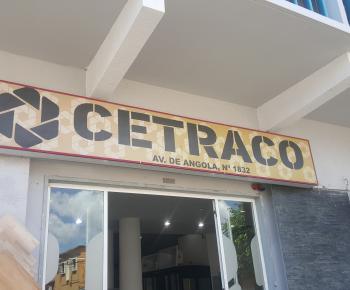 CETRACO
AV. DE ANGOLA, Nº 1832